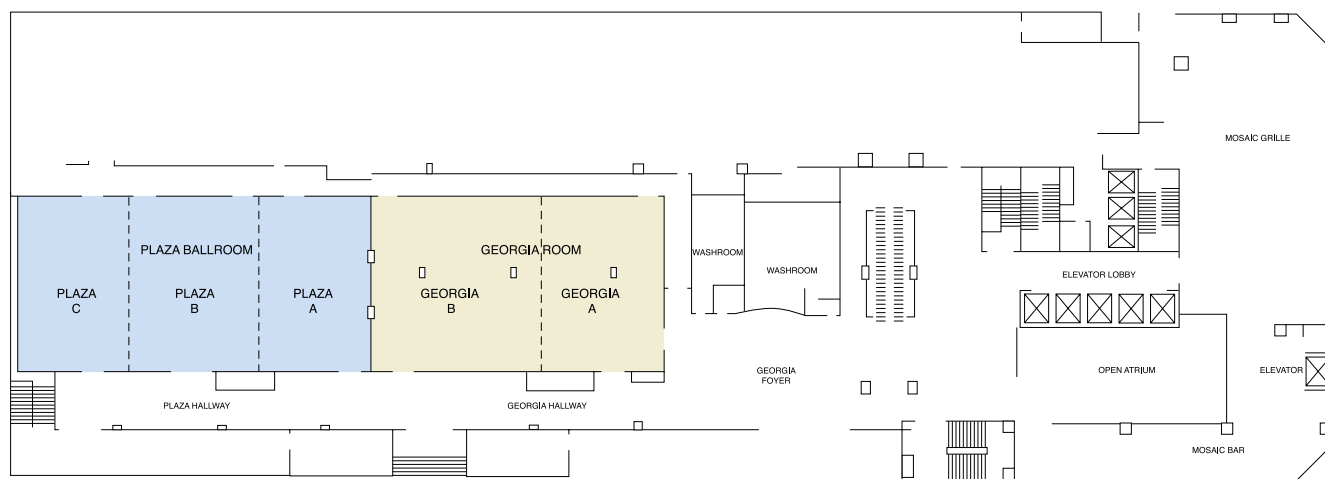 MOSAIC GRILLE
PLAZA BALLROOM
GEORGIA ROOM
WASHROOM
WASHROOM
ELEVATOR LOBBY
PLAZA
C
PLAZA
B
PLAZA
A
GEORGIA
B
GEORGIA
A
GEORGIA
FOYER
OPEN ATRIUM
ELEVATOR
PLAZA HALLWAY
GEORGIA HALLWAY
MOSAIC BAR